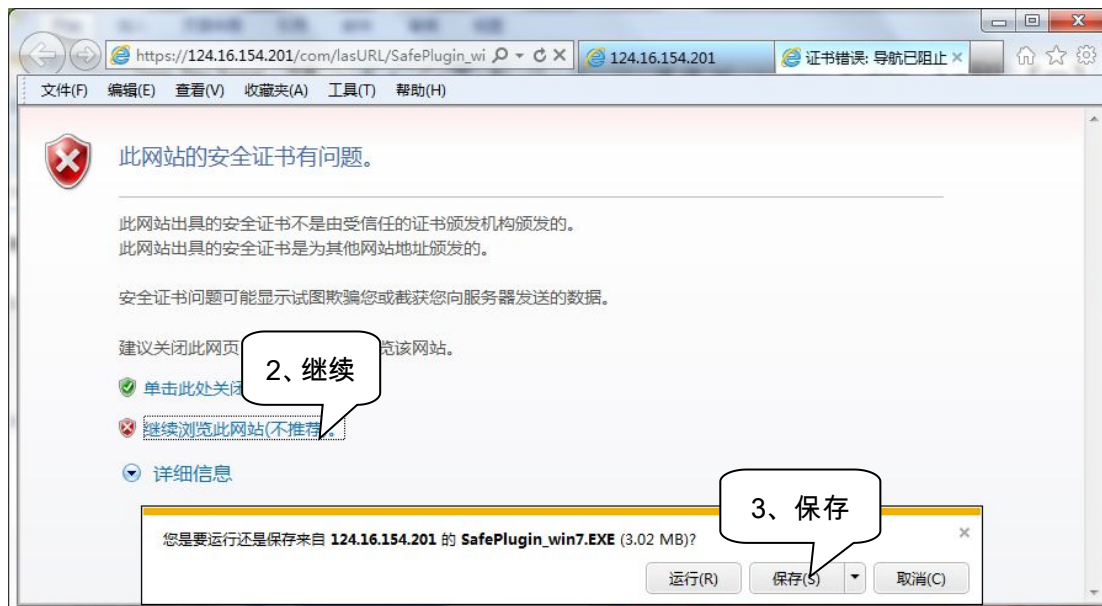 https://124.16.154.201/com/lasURL/SafePlugin_wi
124.16.154.201
证书错误: 导航已阻止
文件(F) 编辑(E) 查看(V) 收藏夹(A) 工具(T) 帮助(H)
此网站的安全证书有问题。
此网站出具的安全证书不是由受信任的证书颁发机构颁发的。
此网站出具的安全证书是为其他网站地址颁发的。
安全证书问题可能显示试图欺骗您或截获您向服务器发送的数据。
建议关闭此网页 览该网站。
2、继续
单击此处关闭
继续浏览此网站(不推荐)。
详细信息
3、保存
您是要运行还是保存来自 124.16.154.201 的 SafePlugin_win7.EXE (3.02 MB)?
运行(R) 保存(S) 取消(C)